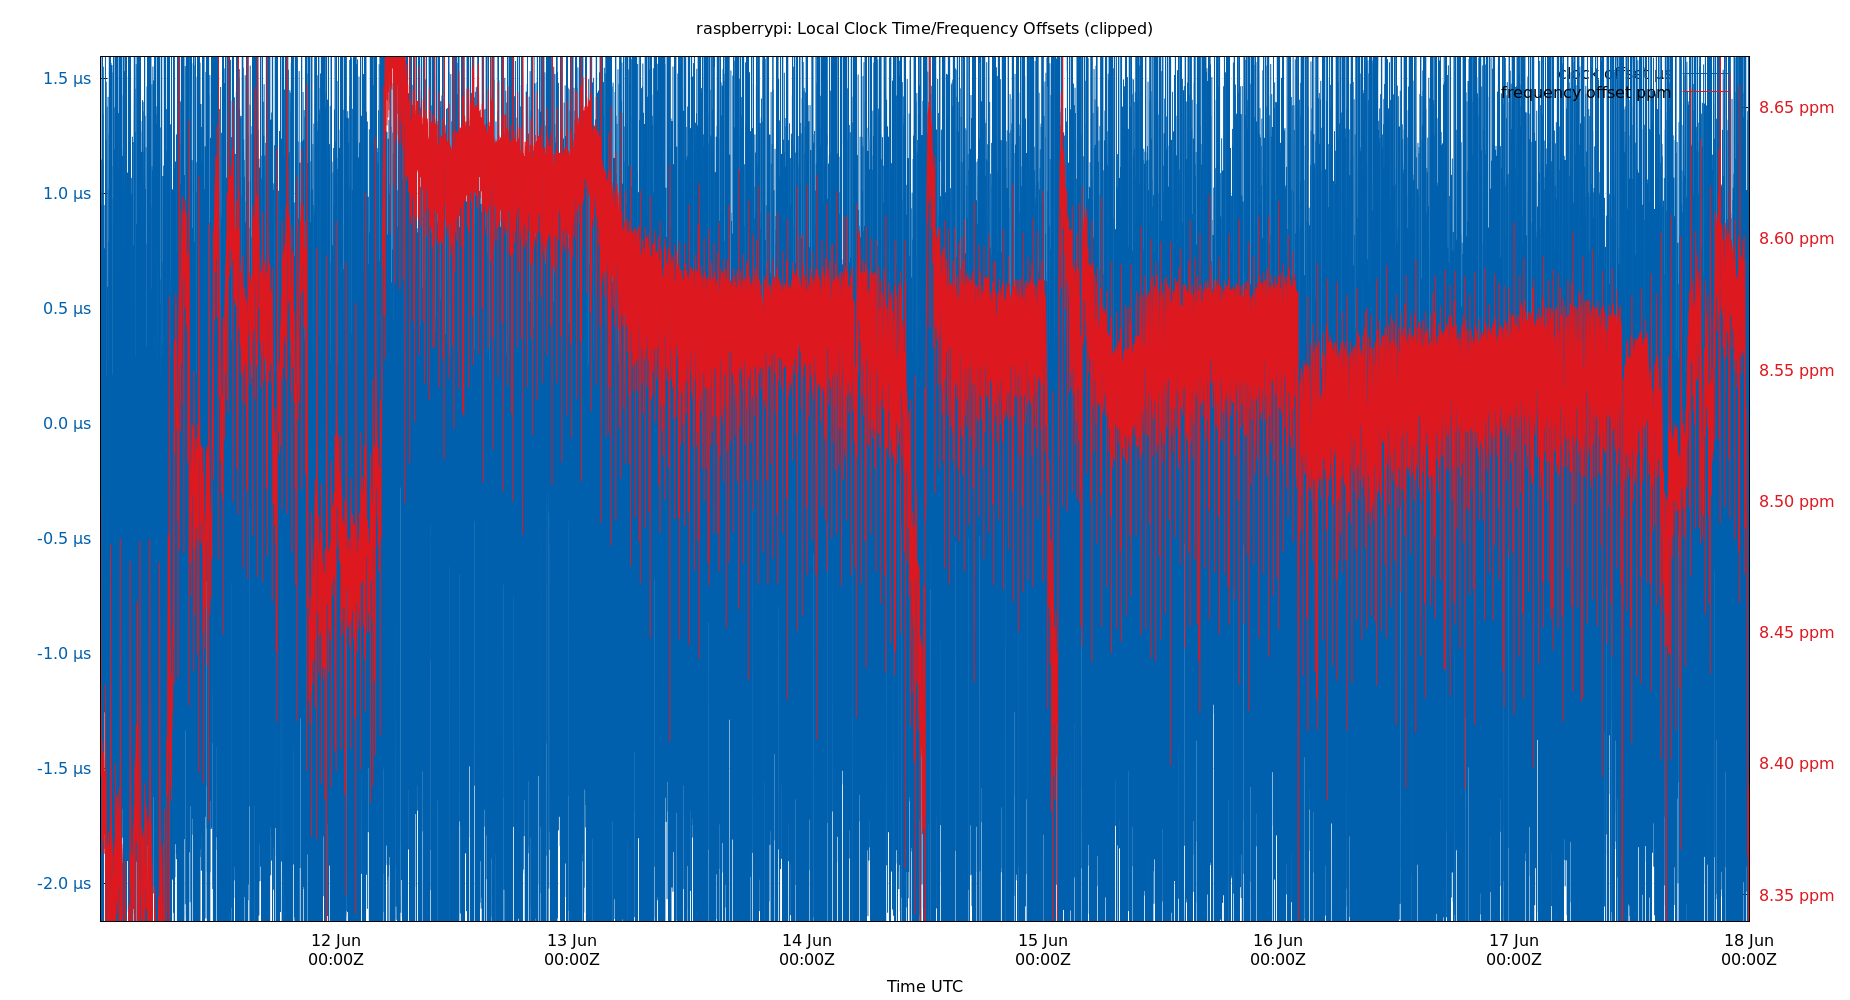 raspberrypi: Local Clock Time/Frequency Offsets (clipped)
clock offset µs
frequency offset ppm
1.5 µs
1.0 µs
0.5 µs
0.0 µs
-0.5 µs
-1.0 µs
-1.5 µs
-2.0 µs
8.65 ppm
8.60 ppm
8.55 ppm
8.50 ppm
8.45 ppm
8.40 ppm
8.35 ppm
12 Jun
00:00Z
13 Jun
00:00Z
14 Jun
00:00Z
15 Jun
00:00Z
16 Jun
00:00Z
17 Jun
00:00Z
18 Jun
00:00Z
Time UTC